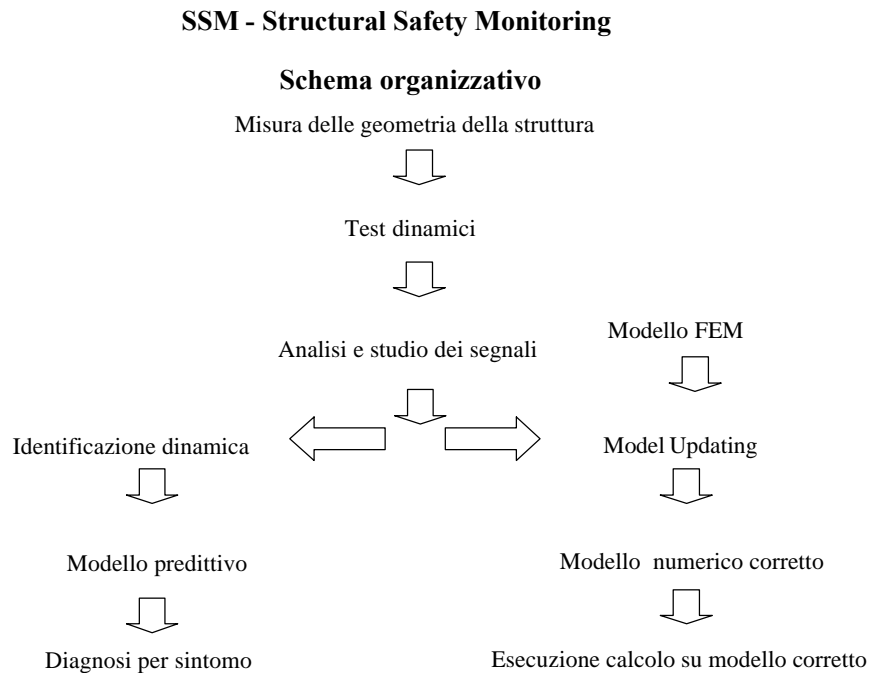 SSM - Structural Safety Monitoring
Schema organizzativo
Misura delle geometria della struttura
Test dinamici
Modello FEM
Analisi e studio dei segnali
Identificazione dinamica
Model Updating
Modello predittivo
Modello numerico corretto
Diagnosi per sintomo
Esecuzione calcolo su modello corretto